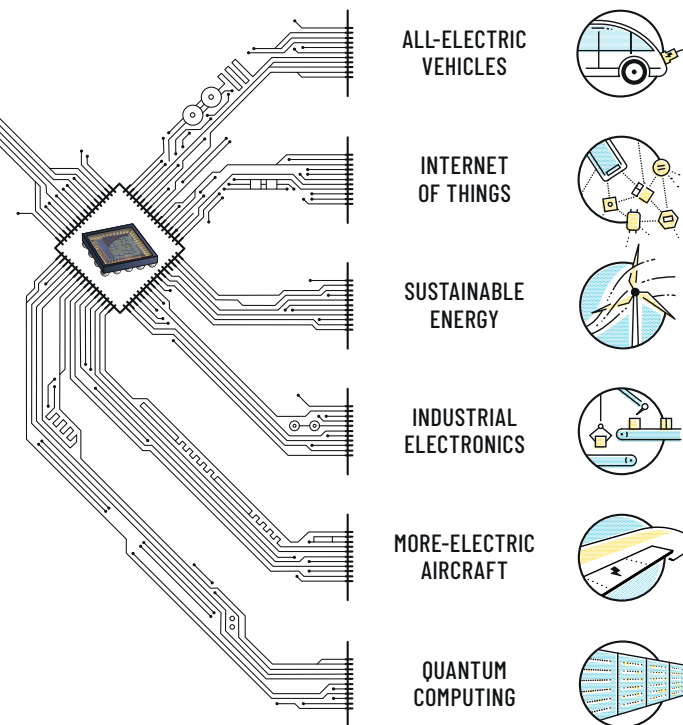 ALL-ELECTRIC
VEHICLES
INTERNET
OF THINGS
SUSTAINABLE
ENERGY
INDUSTRIAL
ELECTRONICS
MORE-ELECTRIC
AIRCRAFT
QUANTUM
COMPUTING